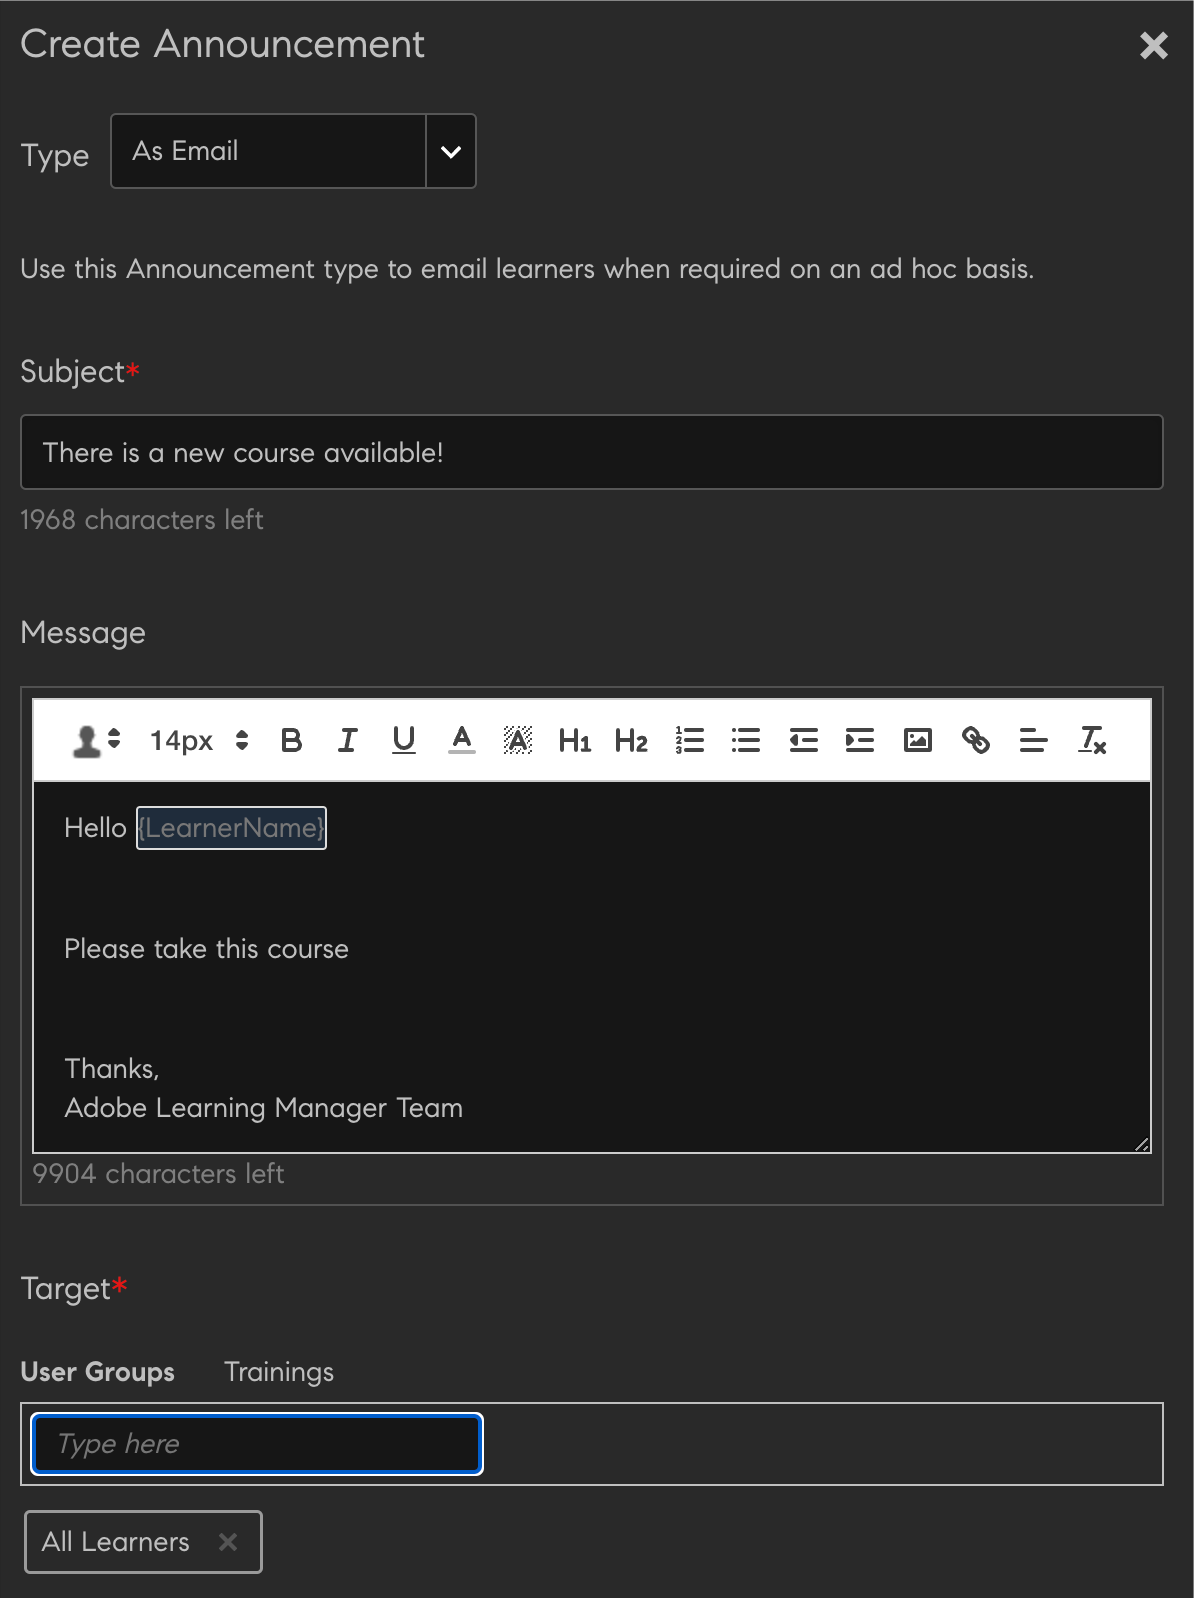 Create Announcement
Type As Email
Use this Announcement type to email learners when required on an ad hoc basis.
Subject*
There is a new course available!
1968 characters left
Message
14px B I U A A H1 H2
Hello {LearnerName}
Please take this course
Thanks,
Adobe Learning Manager Team
9904 characters left
Target*
User Groups Trainings
Type here
All Learners